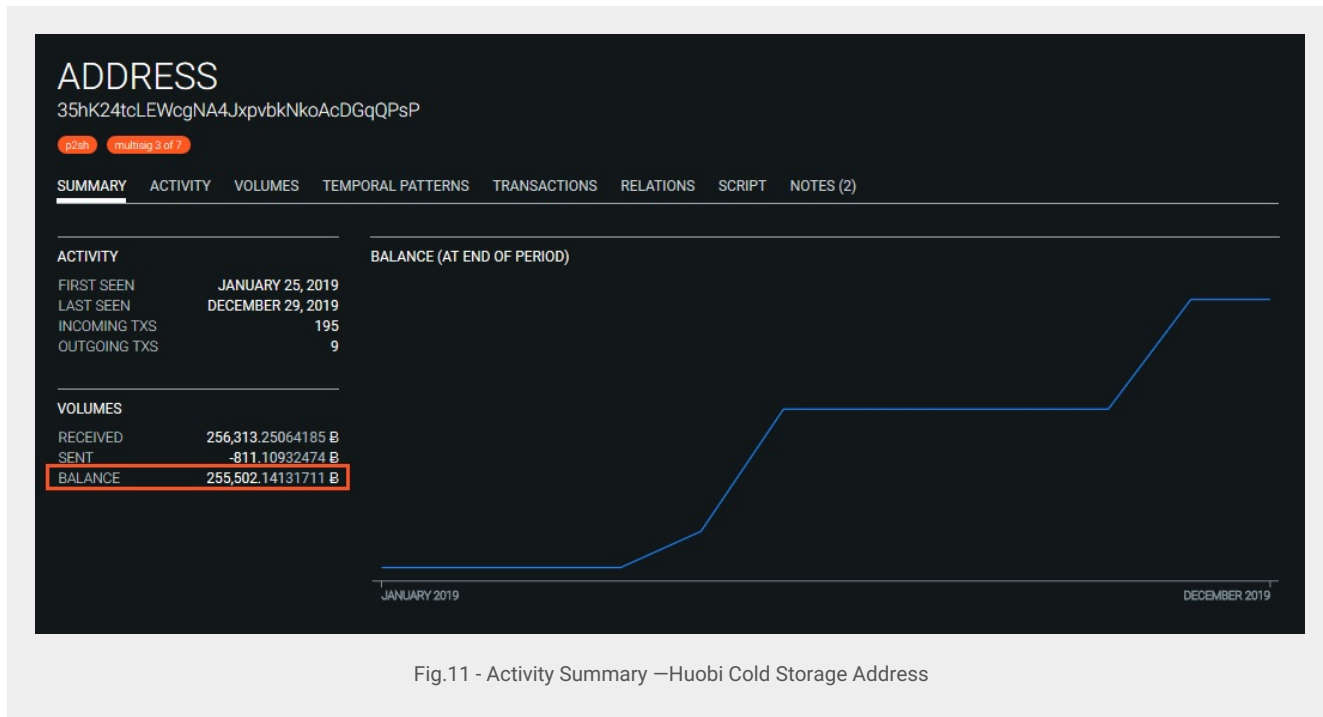 ADDRESS
35hK24tcLEWcgNA4JxpvbkNkoAcDGqQPsP
p2sh multisig 3 of 7
SUMMARY ACTIVITY VOLUMES TEMPORAL PATTERNS TRANSACTIONS RELATIONS SCRIPT NOTES (2)
ACTIVITY
FIRST SEEN JANUARY 25, 2019
LAST SEEN DECEMBER 29, 2019
INCOMING TXS 195
OUTGOING TXS 9
VOLUMES
RECEIVED 256,313.25064185 Ƀ
SENT -811.10932474 Ƀ
BALANCE 255,502.14131711 Ƀ
BALANCE (AT END OF PERIOD)
JANUARY 2019 DECEMBER 2019
Fig.11 - Activity Summary —Huobi Cold Storage Address